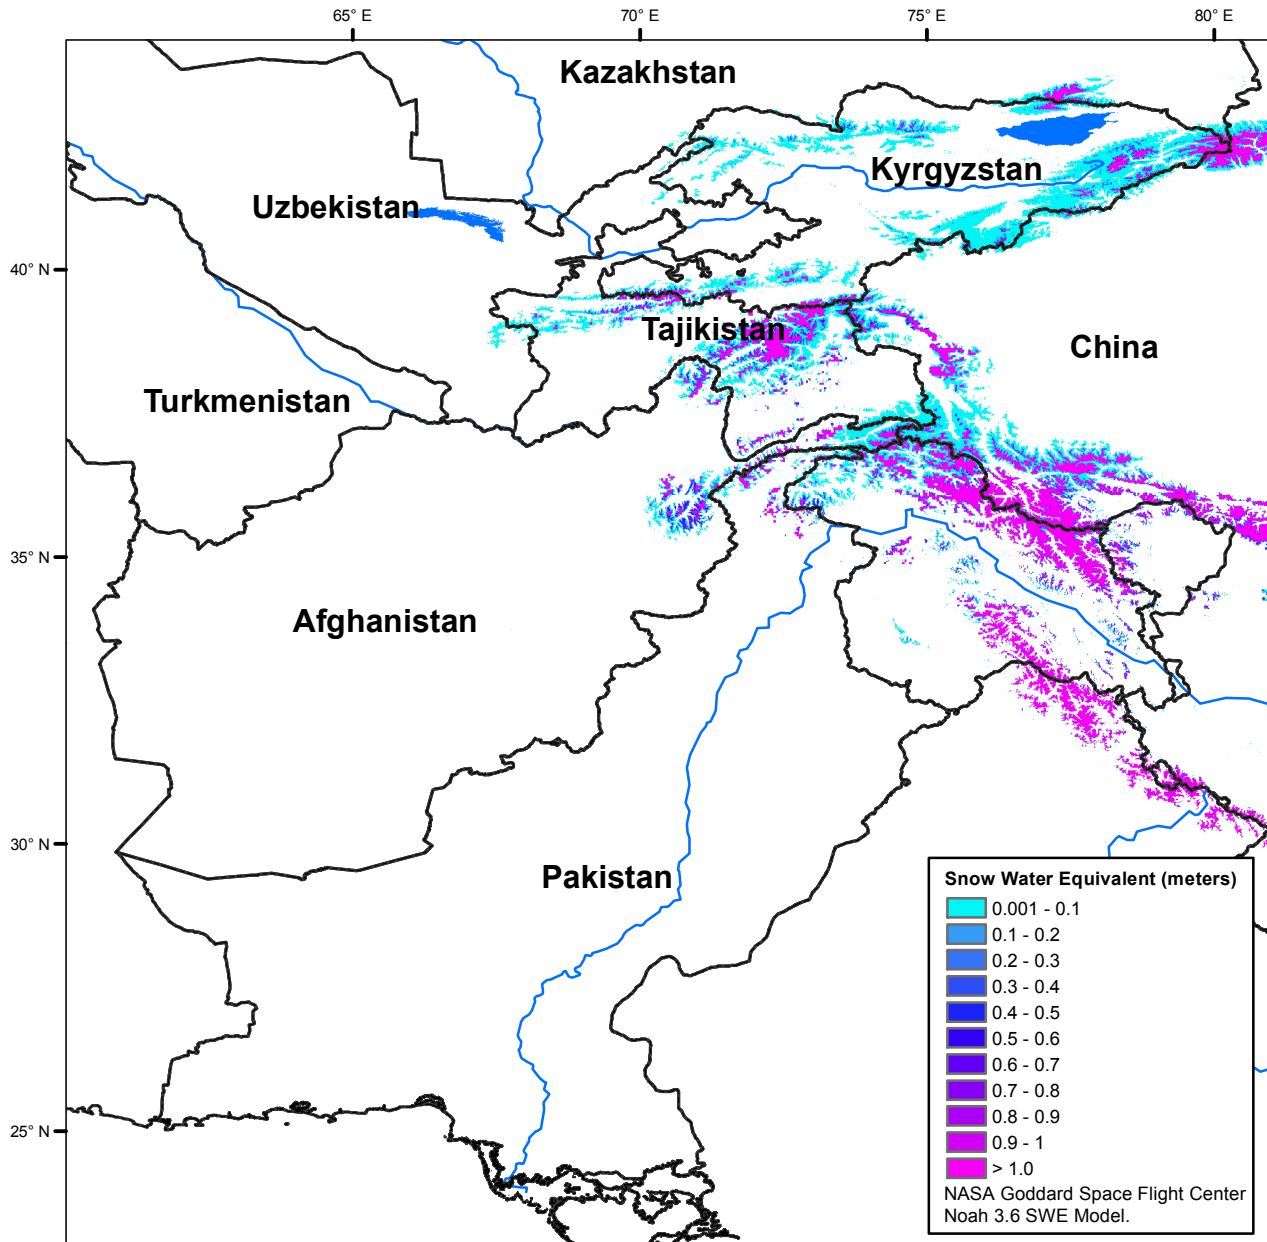 65° E
70° E
75° E
80° E
Kazakhstan
Kyrgyzstan
Uzbekistan
40° N
Tajikistan
China
Turkmenistan
35° N
Afghanistan
30° N
Pakistan
25° N
Snow Water Equivalent (meters)
0.001 - 0.1
0.1 - 0.2
0.2 - 0.3
0.3 - 0.4
0.4 - 0.5
0.5 - 0.6
0.6 - 0.7
0.7 - 0.8
0.8 - 0.9
0.9 - 1
> 1.0
NASA Goddard Space Flight Center
Noah 3.6 SWE Model.